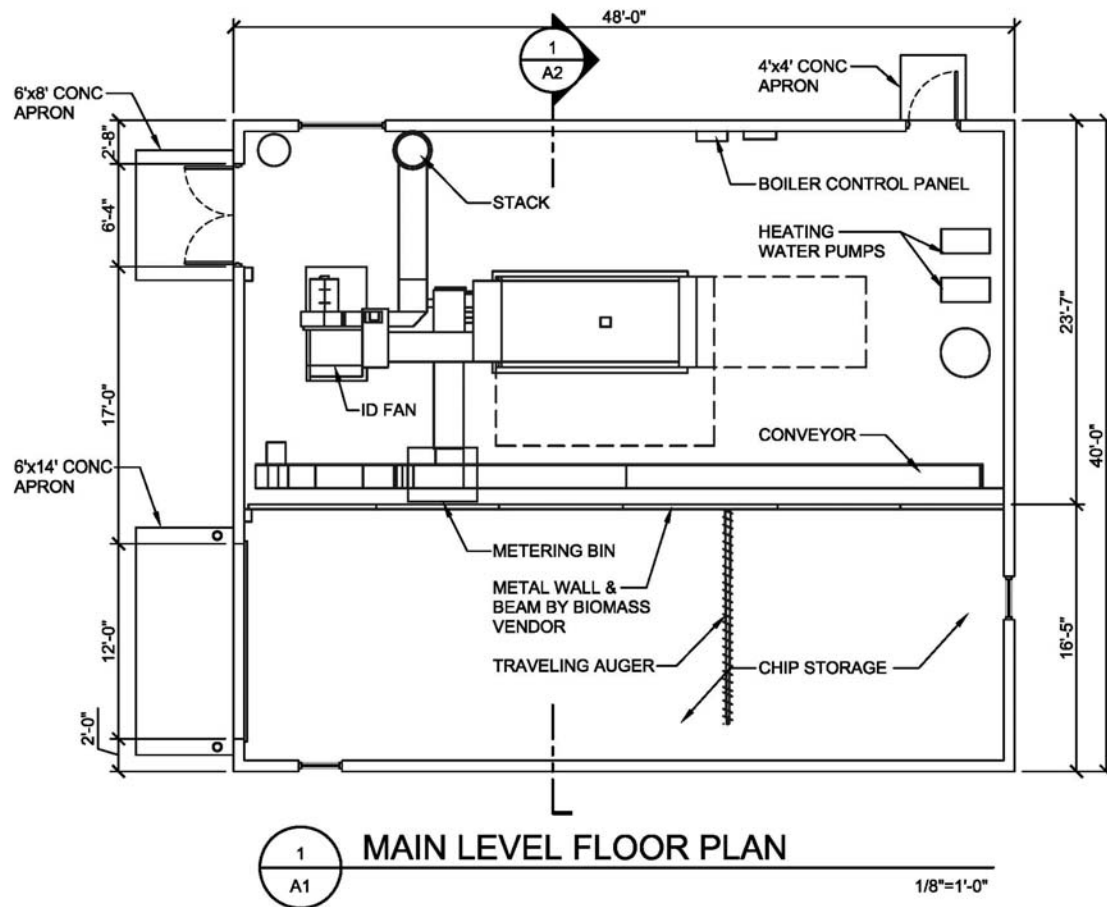 48'-0"
1
A2
4'x4' CONC
APRON
6'x8' CONC
APRON
2'-8"
6'-4"
STACK
BOILER CONTROL PANEL
HEATING
WATER PUMPS
23'-7"
40'-0"
ID FAN
17'-0"
6'x14' CONC
APRON
CONVEYOR
METERING BIN
METAL WALL &
BEAM BY BIOMASS
VENDOR
TRAVELING AUGER
CHIP STORAGE
12'-0"
16'-5"
2'-0"
1
A1
MAIN LEVEL FLOOR PLAN
1/8"=1'-0"